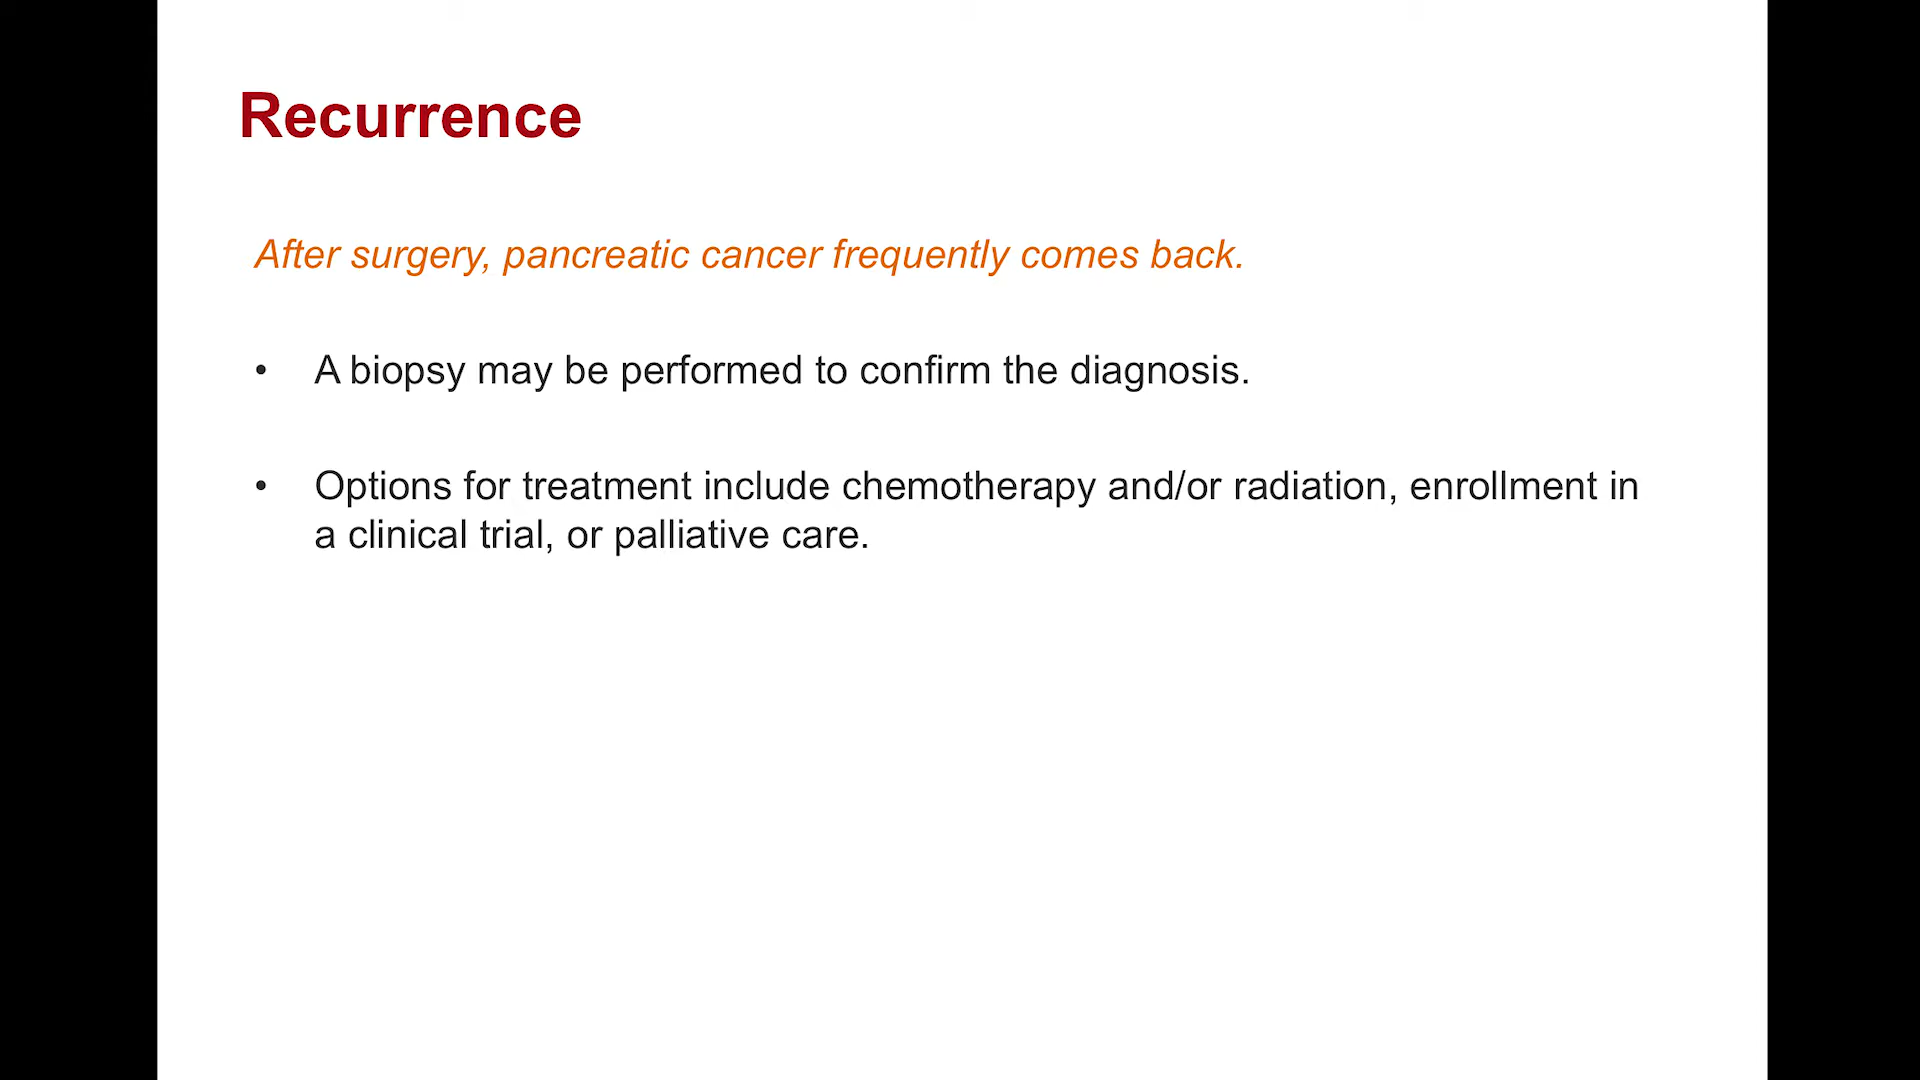 Recurrence
After surgery, pancreatic cancer frequently comes back.
• A biopsy may be performed to confirm the diagnosis.
• Options for treatment include chemotherapy and/or radiation, enrollment in
a clinical trial, or palliative care.